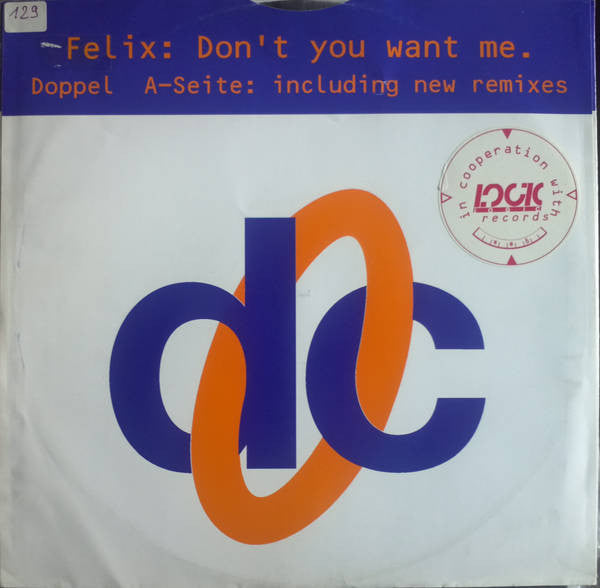 129
Felix: Don't you want me.
Doppel A-Seite: including new remixes
in cooperation with
LOGIC
records
dc